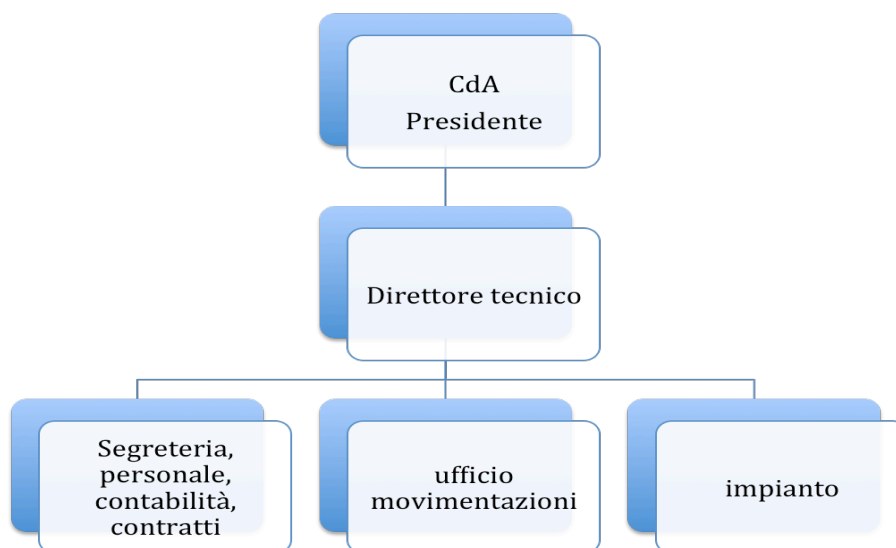 CdA
Presidente
Direttore tecnico
Segreteria,
personale,
contabilità,
contratti
ufficio
movimentazioni
impianto